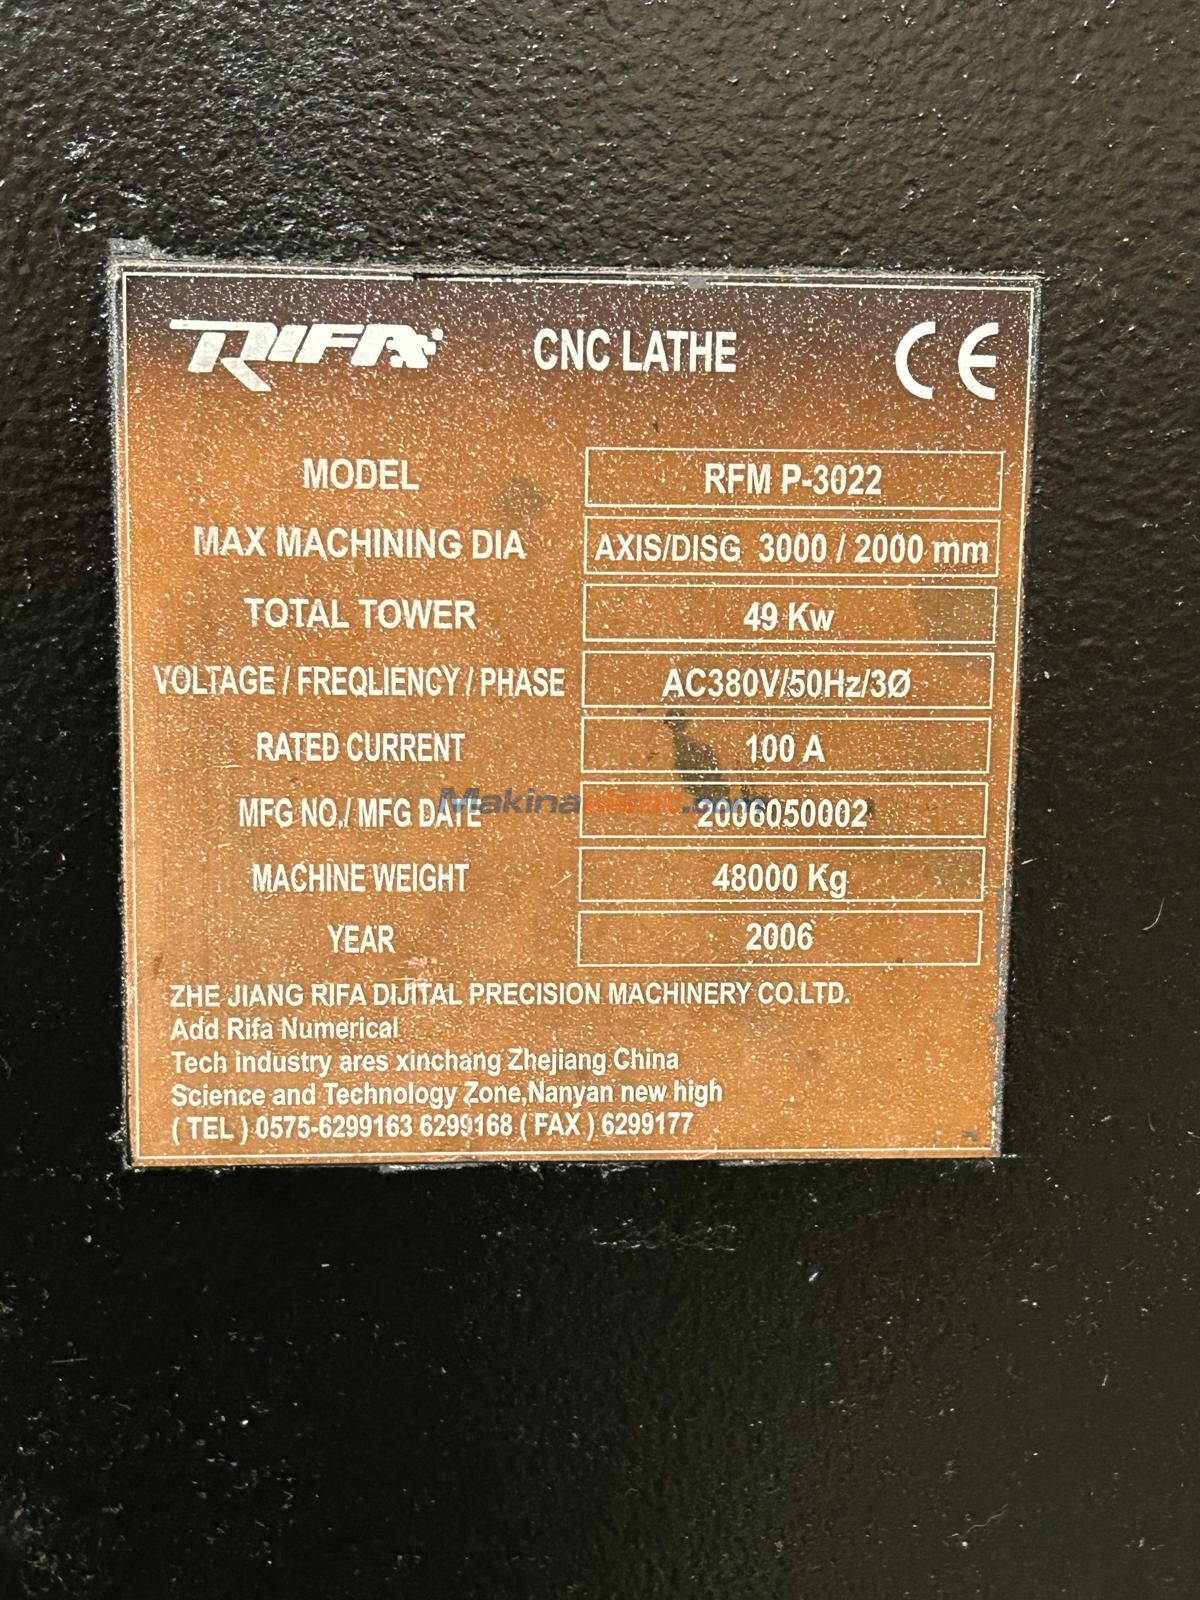 RIFA CNC LATHE CE
MODEL RFM P-3022
MAX MACHINING DIA AXIS/DISG 3000 / 2000 mm
TOTAL TOWER 49 Kw
VOLTAGE / FREQLIENCY / PHASE AC380V/50Hz/3Ø
RATED CURRENT 100 A
Makinaalsat.com
MFG NO./ MFG DATE 2006050002
MACHINE WEIGHT 48000 Kg
YEAR 2006
ZHE JIANG RIFA DIJITAL PRECISION MACHINERY CO.LTD.
Add Rifa Numerical
Tech industry ares xinchang Zhejiang China
Science and Technology Zone,Nanyan new high
( TEL ) 0575-6299163 6299168 ( FAX ) 6299177